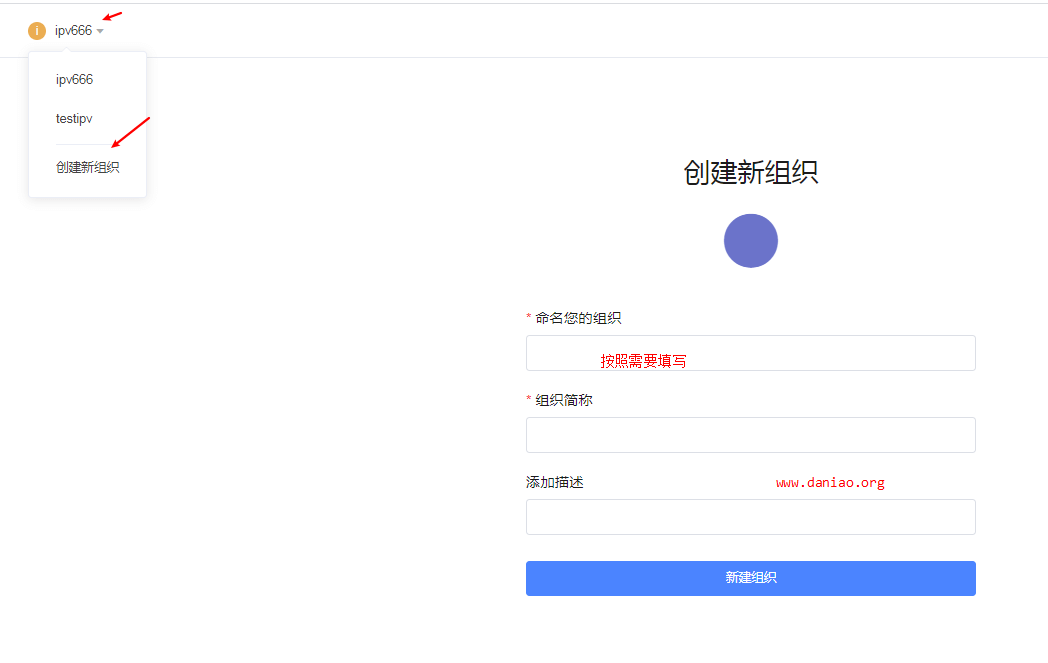 i ipv666
ipv666
testipv
创建新组织
创建新组织
* 命名您的组织
按照需要填写
* 组织简称
添加描述
www.daniao.org
新建组织